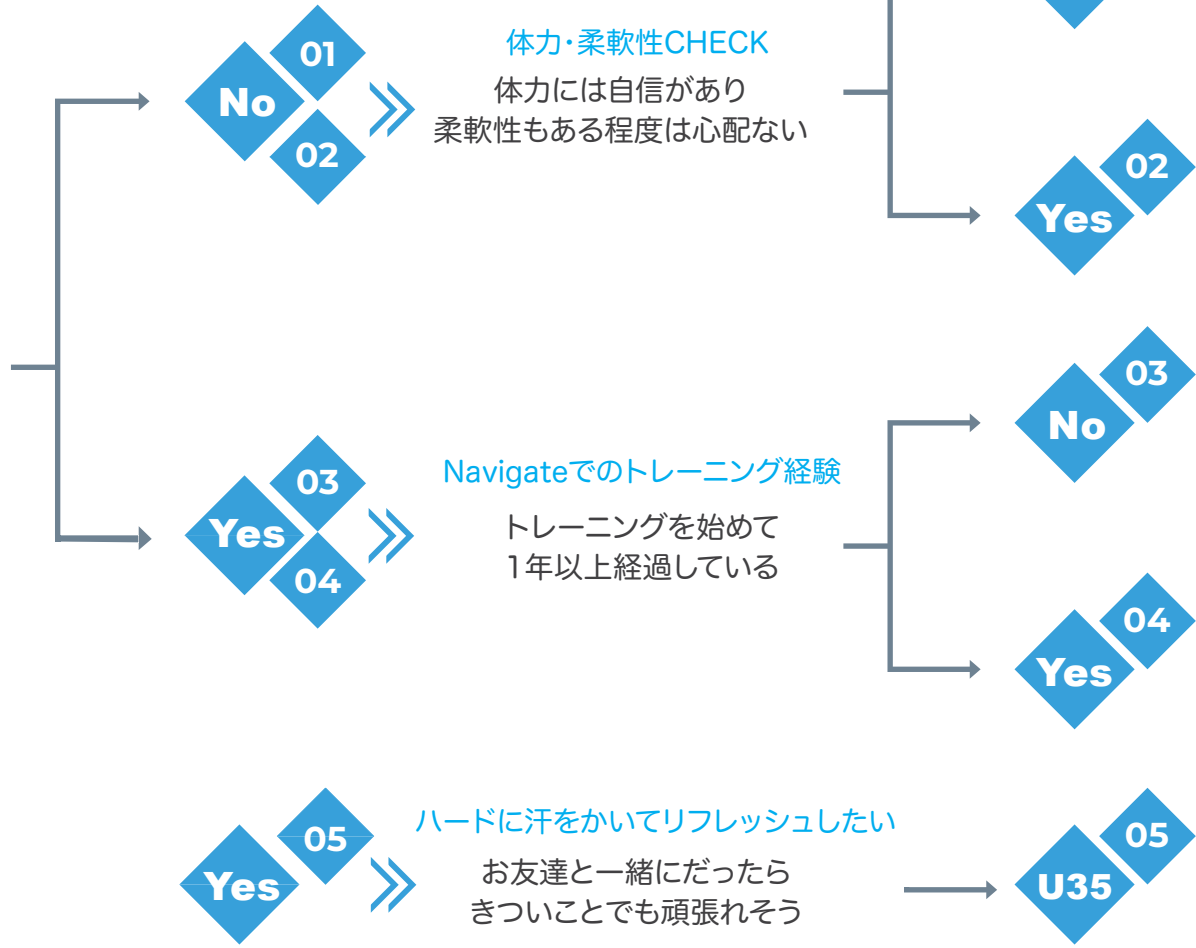 01
No
02
体力・柔軟性CHECK
体力には自信があり
柔軟性もある程度は心配ない
02
Yes
03
No
03
Yes
04
Navigateでのトレーニング経験
トレーニングを始めて
1年以上経過している
04
Yes
05
Yes
ハードに汗をかいてリフレッシュしたい
お友達と一緒にだったら
きついことでも頑張れそう
05
U35